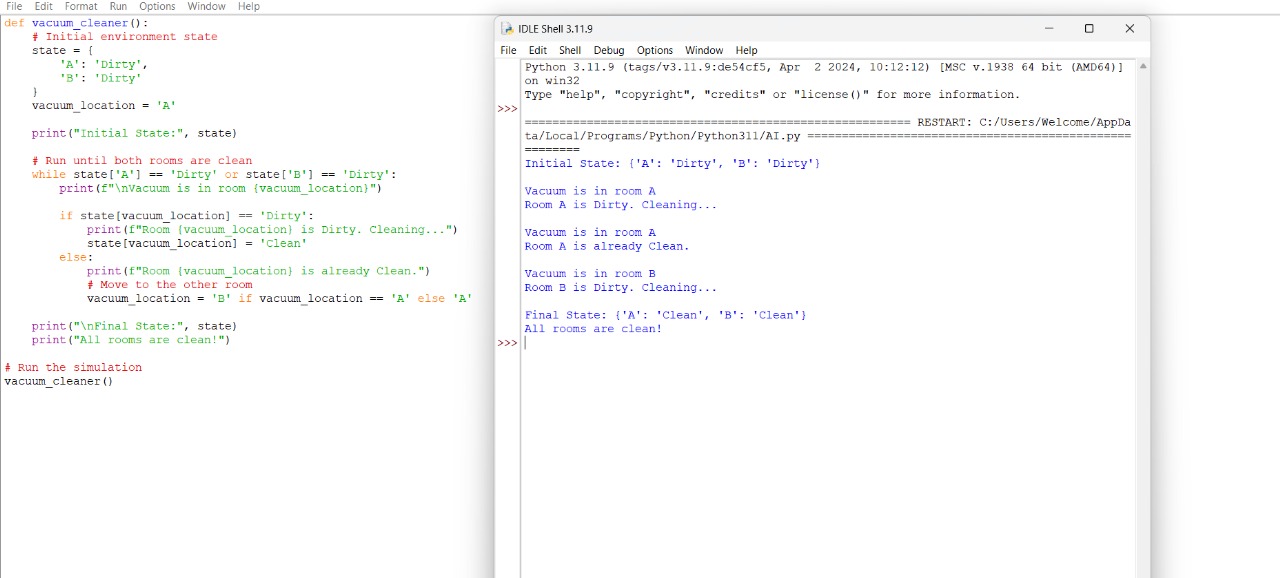 File Edit Format Run Options Window Help
def vacuum_cleaner():
    # Initial environment state
    state = {
        'A': 'Dirty',
        'B': 'Dirty'
    }
    vacuum_location = 'A'

    print("Initial State:", state)

    # Run until both rooms are clean
    while state['A'] == 'Dirty' or state['B'] == 'Dirty':
        print(f"\nVacuum is in room {vacuum_location}")

        if state[vacuum_location] == 'Dirty':
            print(f"Room {vacuum_location} is Dirty. Cleaning...")
            state[vacuum_location] = 'Clean'
        else:
            print(f"Room {vacuum_location} is already Clean.")
            # Move to the other room
            vacuum_location = 'B' if vacuum_location == 'A' else 'A'

    print("\nFinal State:", state)
    print("All rooms are clean!")

# Run the simulation
vacuum_cleaner()
IDLE Shell 3.11.9
File Edit Shell Debug Options Window Help
Python 3.11.9 (tags/v3.11.9:de54cf5, Apr  2 2024, 10:12:12) [MSC v.1938 64 bit (AMD64)]
on win32
Type "help", "copyright", "credits" or "license()" for more information.
>>>
======================================================== RESTART: C:/Users/Welcome/AppDa
ta/Local/Programs/Python/Python311/AI.py ===============================================
========
Initial State: {'A': 'Dirty', 'B': 'Dirty'}

Vacuum is in room A
Room A is Dirty. Cleaning...

Vacuum is in room A
Room A is already Clean.

Vacuum is in room B
Room B is Dirty. Cleaning...

Final State: {'A': 'Clean', 'B': 'Clean'}
All rooms are clean!
>>>